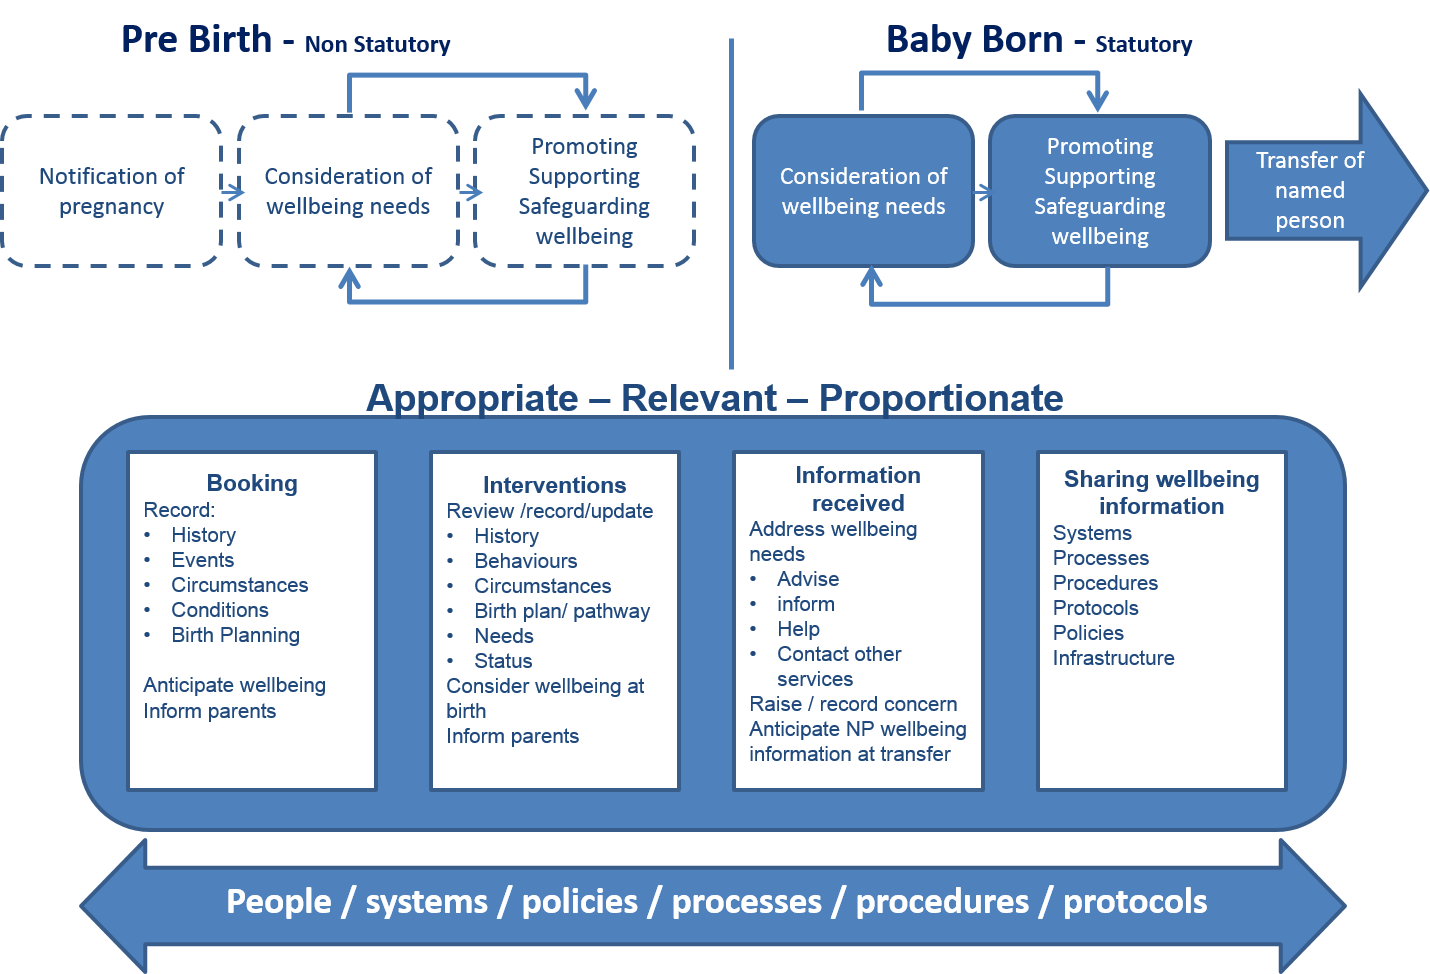 Pre Birth - Non Statutory
Baby Born - Statutory
Notification of
pregnancy
Consideration of
wellbeing needs
Promoting
Supporting
Safeguarding
wellbeing
Consideration of
wellbeing needs
Promoting
Supporting
Safeguarding
wellbeing
Transfer of
named
person
Appropriate – Relevant – Proportionate
Booking
Record:
• History
• Events
• Circumstances
• Conditions
• Birth Planning
Anticipate wellbeing
Inform parents
Interventions
Review /record/update
• History
• Behaviours
• Circumstances
• Birth plan/ pathway
• Needs
• Status
Consider wellbeing at
birth
Inform parents
Information
received
Address wellbeing
needs
• Advise
• inform
• Help
• Contact other
services
Raise / record concern
Anticipate NP wellbeing
information at transfer
Sharing wellbeing
information
Systems
Processes
Procedures
Protocols
Policies
Infrastructure
People / systems / policies / processes / procedures / protocols